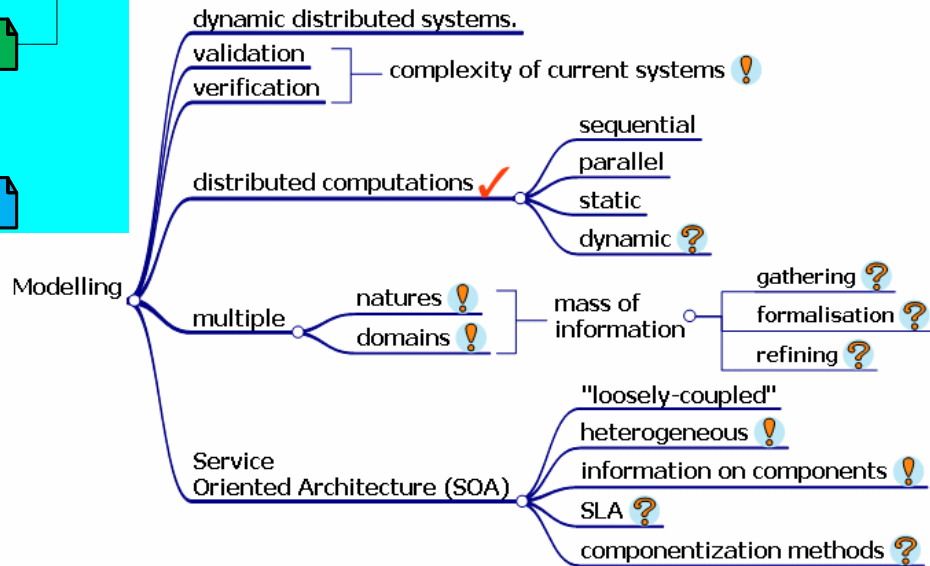 dynamic distributed systems.
validation
verification
complexity of current systems
distributed computations
sequential
parallel
static
dynamic
Modelling
multiple
natures
domains
mass of
information
gathering
formalisation
refining
Service
Oriented Architecture (SOA)
"loosely-coupled"
heterogeneous
information on components
SLA
componentization methods